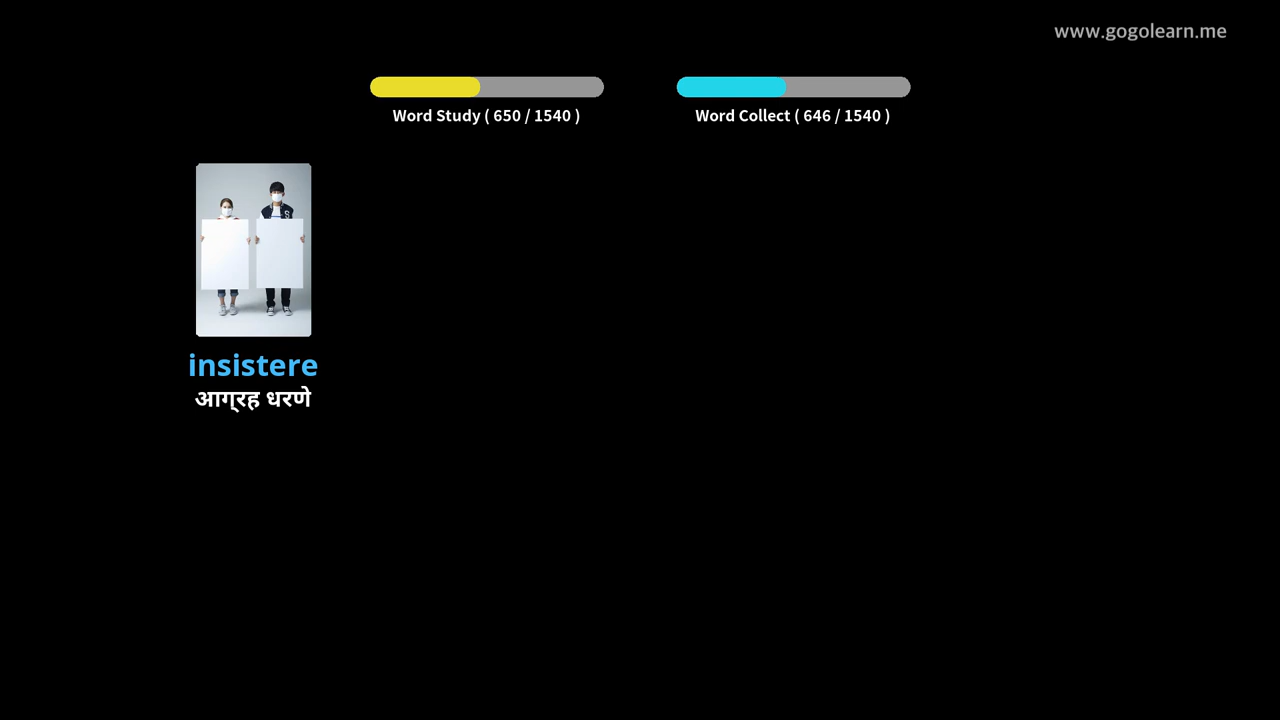 www.gogolearn.me
Word Study ( 650 / 1540 )
Word Collect ( 646 / 1540 )
insistere
आग्रह धरणे